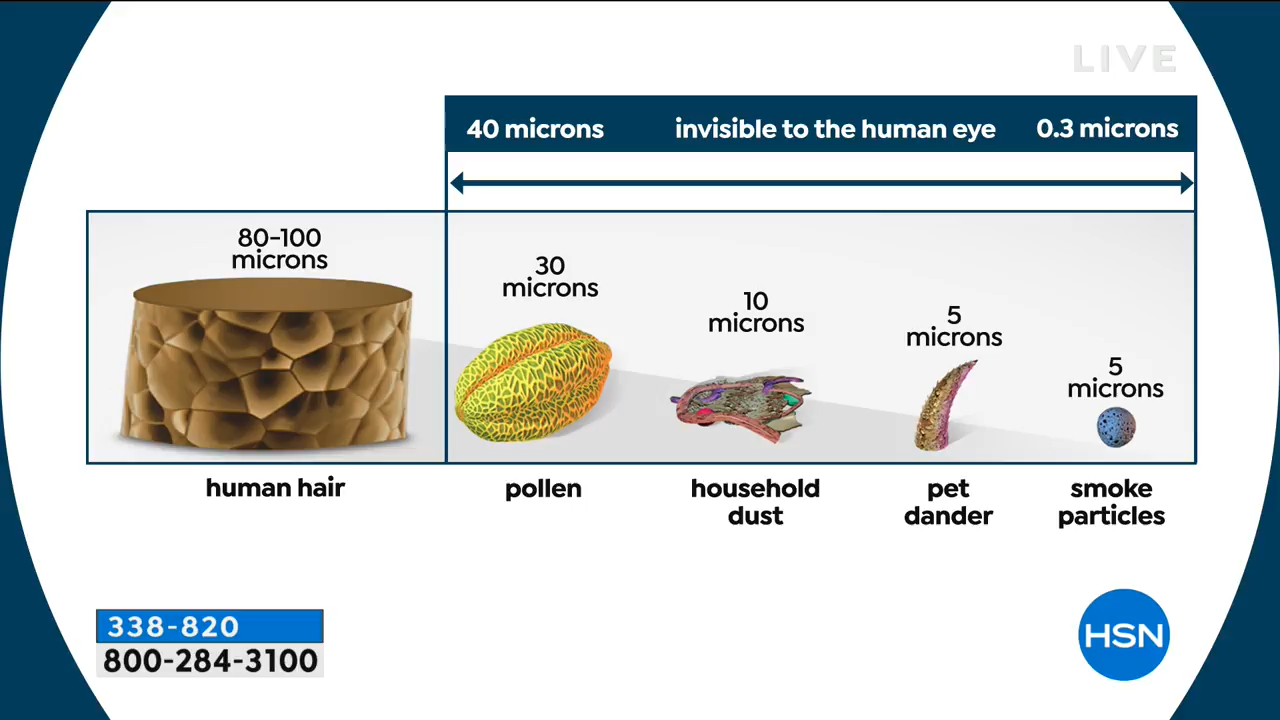 LIVE
40 microns invisible to the human eye 0.3 microns
80-100
microns
30
microns
10
microns
5
microns
5
microns
human hair
pollen
household
dust
pet
dander
smoke
particles
338-820
800-284-3100
HSN